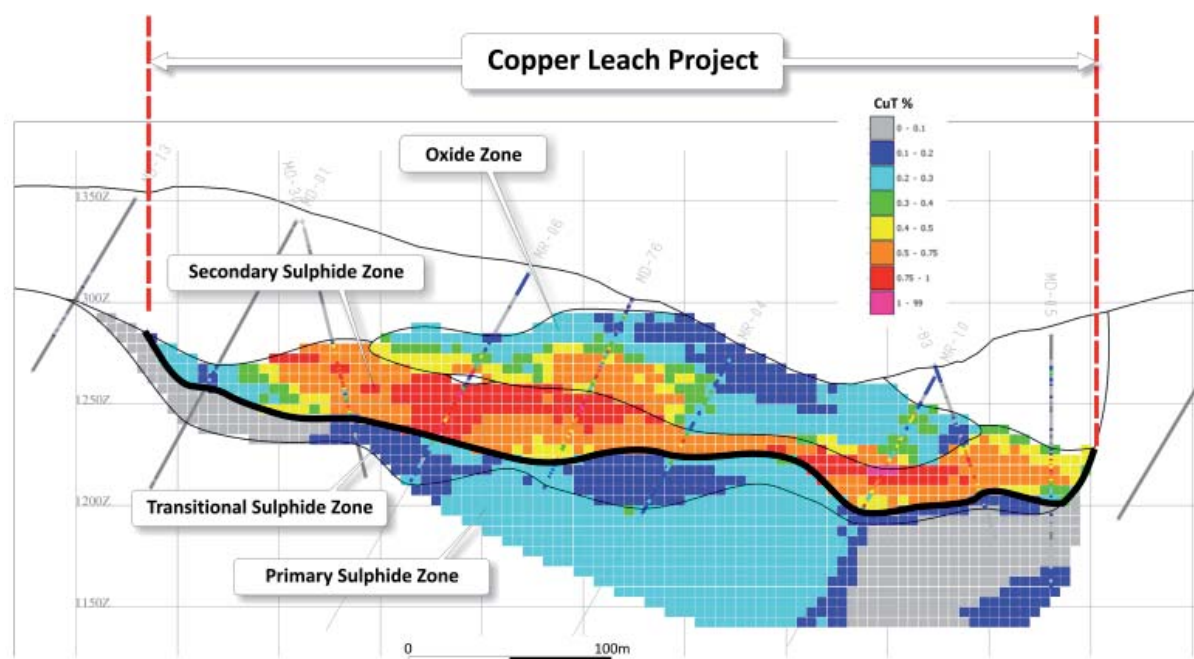 Copper Leach Project
CuT %
0 - 0.1
0.1 - 0.2
0.2 - 0.3
0.3 - 0.4
0.4 - 0.5
0.5 - 0.75
0.75 - 1
1 - 99
Oxide Zone
MD-01
1350Z
MR-06
Secondary Sulphide Zone
MD-76
MD-05
1300Z
MR-04
MR-10
1250Z
1200Z
Transitional Sulphide Zone
Primary Sulphide Zone
1150Z
0
100m